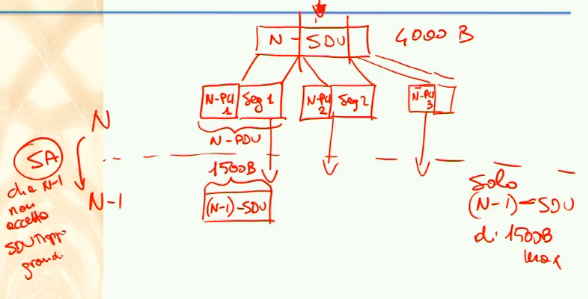 N-SDU
4000 B
N-PCI 1
Seg 1
N-PCI 2
Seg 2
N-PCI 3
N
N-PDU
1500B
(N-1)-SDU
N-1
SA
che N-1
non
accetta
SDU troppo
grandi
solo
(N-1)-SDU
di 1500B
max